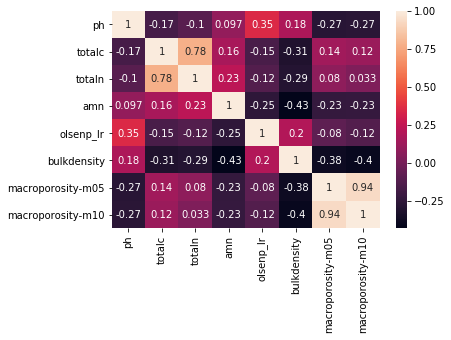 ph 1 -0.17 -0.1 0.097 0.35 0.18 -0.27 -0.27
totalc -0.17 1 0.78 0.16 -0.15 -0.31 0.14 0.12
totaln -0.1 0.78 1 0.23 -0.12 -0.29 0.08 0.033
amn 0.097 0.16 0.23 1 -0.25 -0.43 -0.23 -0.23
olsenp_lr 0.35 -0.15 -0.12 -0.25 1 0.2 -0.08 -0.12
bulkdensity 0.18 -0.31 -0.29 -0.43 0.2 1 -0.38 -0.4
macroporosity-m05 -0.27 0.14 0.08 -0.23 -0.08 -0.38 1 0.94
macroporosity-m10 -0.27 0.12 0.033 -0.23 -0.12 -0.4 0.94 1
ph
totalc
totaln
amn
olsenp_lr
bulkdensity
macroporosity-m05
macroporosity-m10
1.00
0.75
0.50
0.25
0.00
−0.25